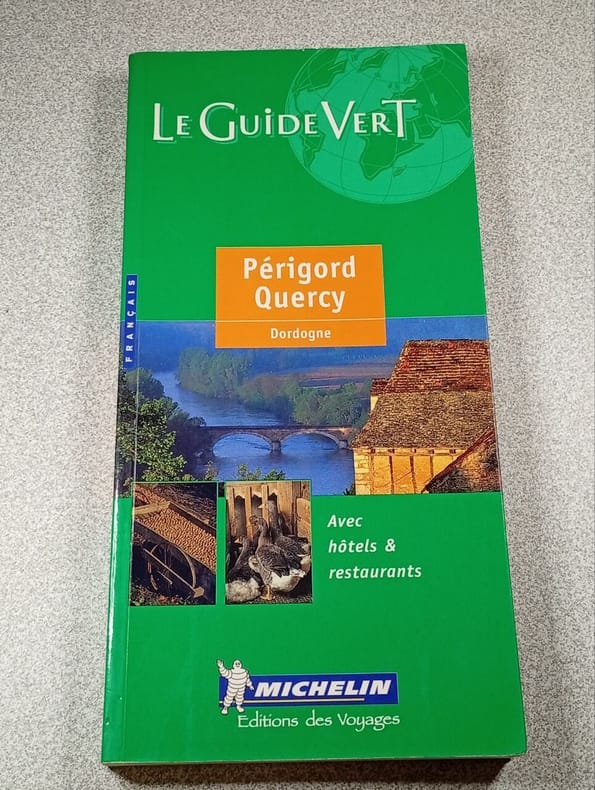 LE GUIDE VERT
Périgord
Quercy
Dordogne
FRANÇAIS
Avec
hôtels &
restaurants
MICHELIN
Editions des Voyages